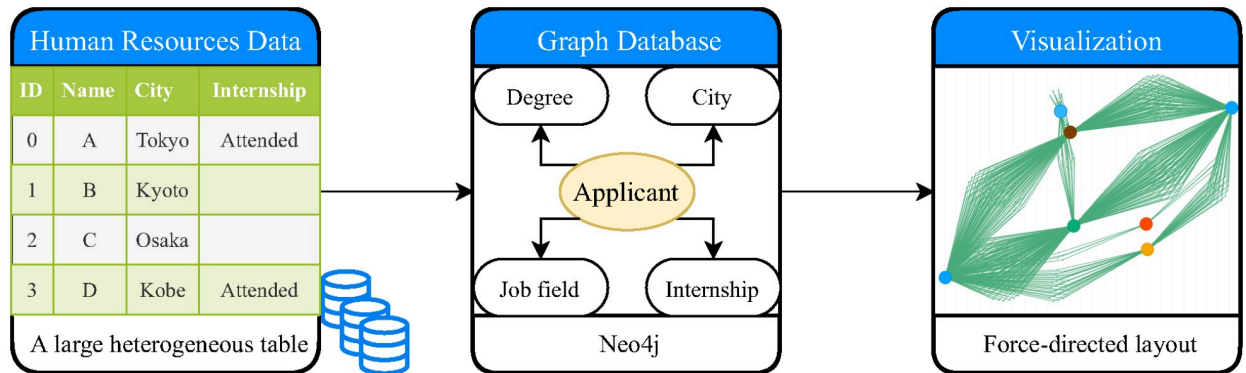 Human Resources Data
ID Name City Internship
0 A Tokyo Attended
1 B Kyoto
2 C Osaka
3 D Kobe Attended
A large heterogeneous table
Graph Database
Degree City
Applicant
Job field Internship
Neo4j
Visualization
Force-directed layout